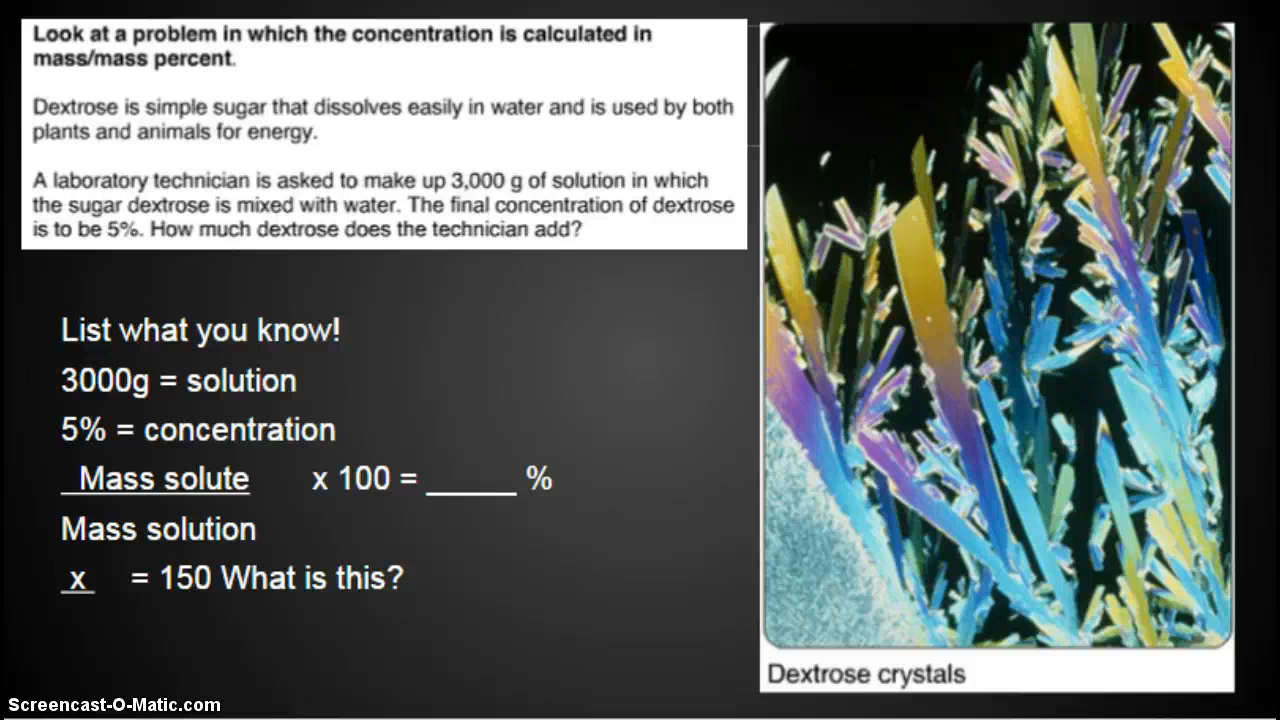 Look at a problem in which the concentration is calculated in
mass/mass percent.
Dextrose is simple sugar that dissolves easily in water and is used by both
plants and animals for energy.
A laboratory technician is asked to make up 3,000 g of solution in which
the sugar dextrose is mixed with water. The final concentration of dextrose
is to be 5%. How much dextrose does the technician add?
List what you know!
3000g = solution
5% = concentration
Mass solute x 100 = ______ %
Mass solution
x = 150 What is this?
Dextrose crystals
Screencast-O-Matic.com